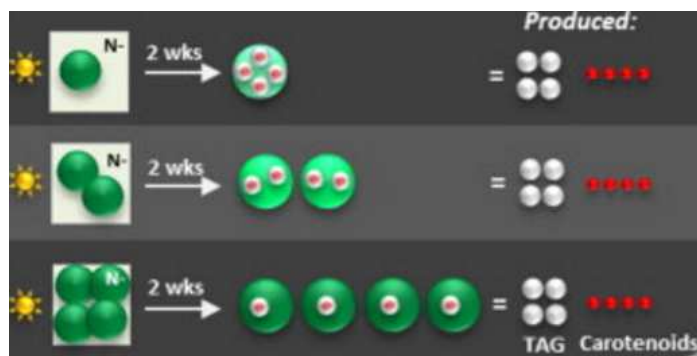 Produced:
N-
2 wks
=
N-
2 wks
=
N-
2 wks
=
TAG Carotenoids